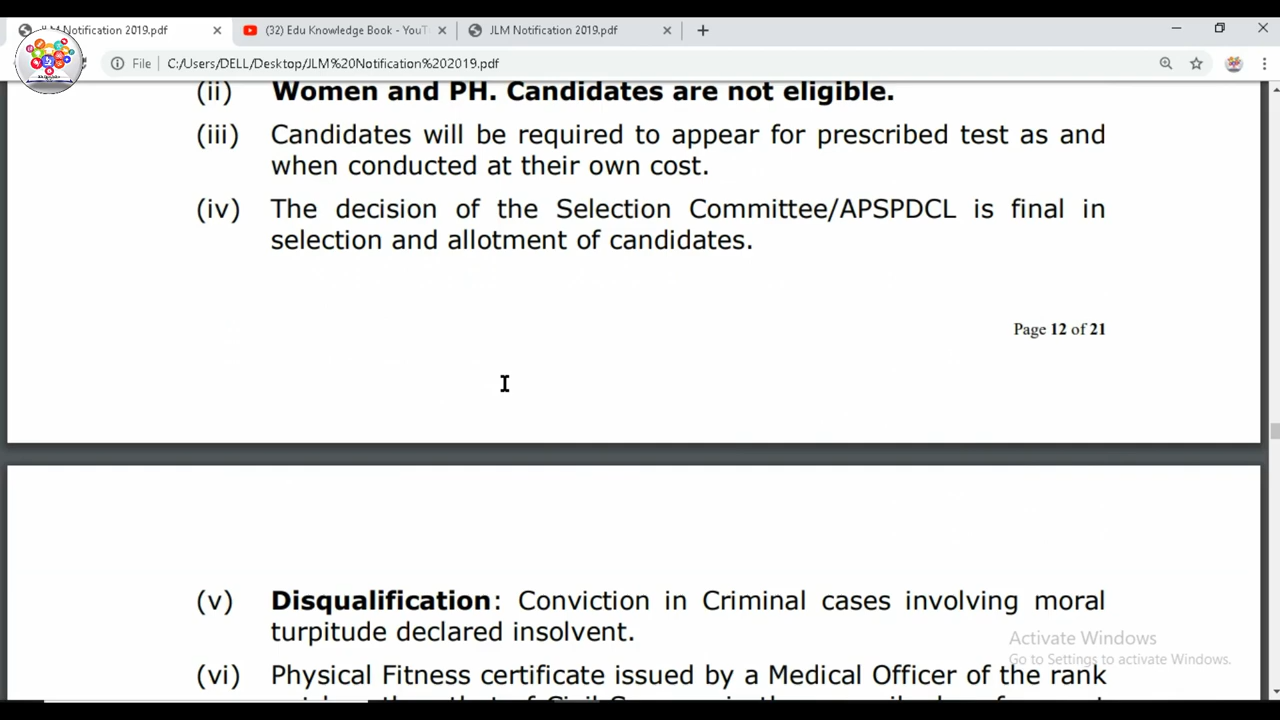 JLM Notification 2019.pdf
(32) Edu Knowledge Book - YouT
JLM Notification 2019.pdf
File
C:/Users/DELL/Desktop/JLM%20Notification%202019.pdf
(ii) Women and PH. Candidates are not eligible.
(iii) Candidates will be required to appear for prescribed test as and
when conducted at their own cost.
(iv) The decision of the Selection Committee/APSPDCL is final in
selection and allotment of candidates.
Page 12 of 21
(v) Disqualification: Conviction in Criminal cases involving moral
turpitude declared insolvent.
Activate Windows
Go to Settings to activate Windows.
(vi) Physical Fitness certificate issued by a Medical Officer of the rank